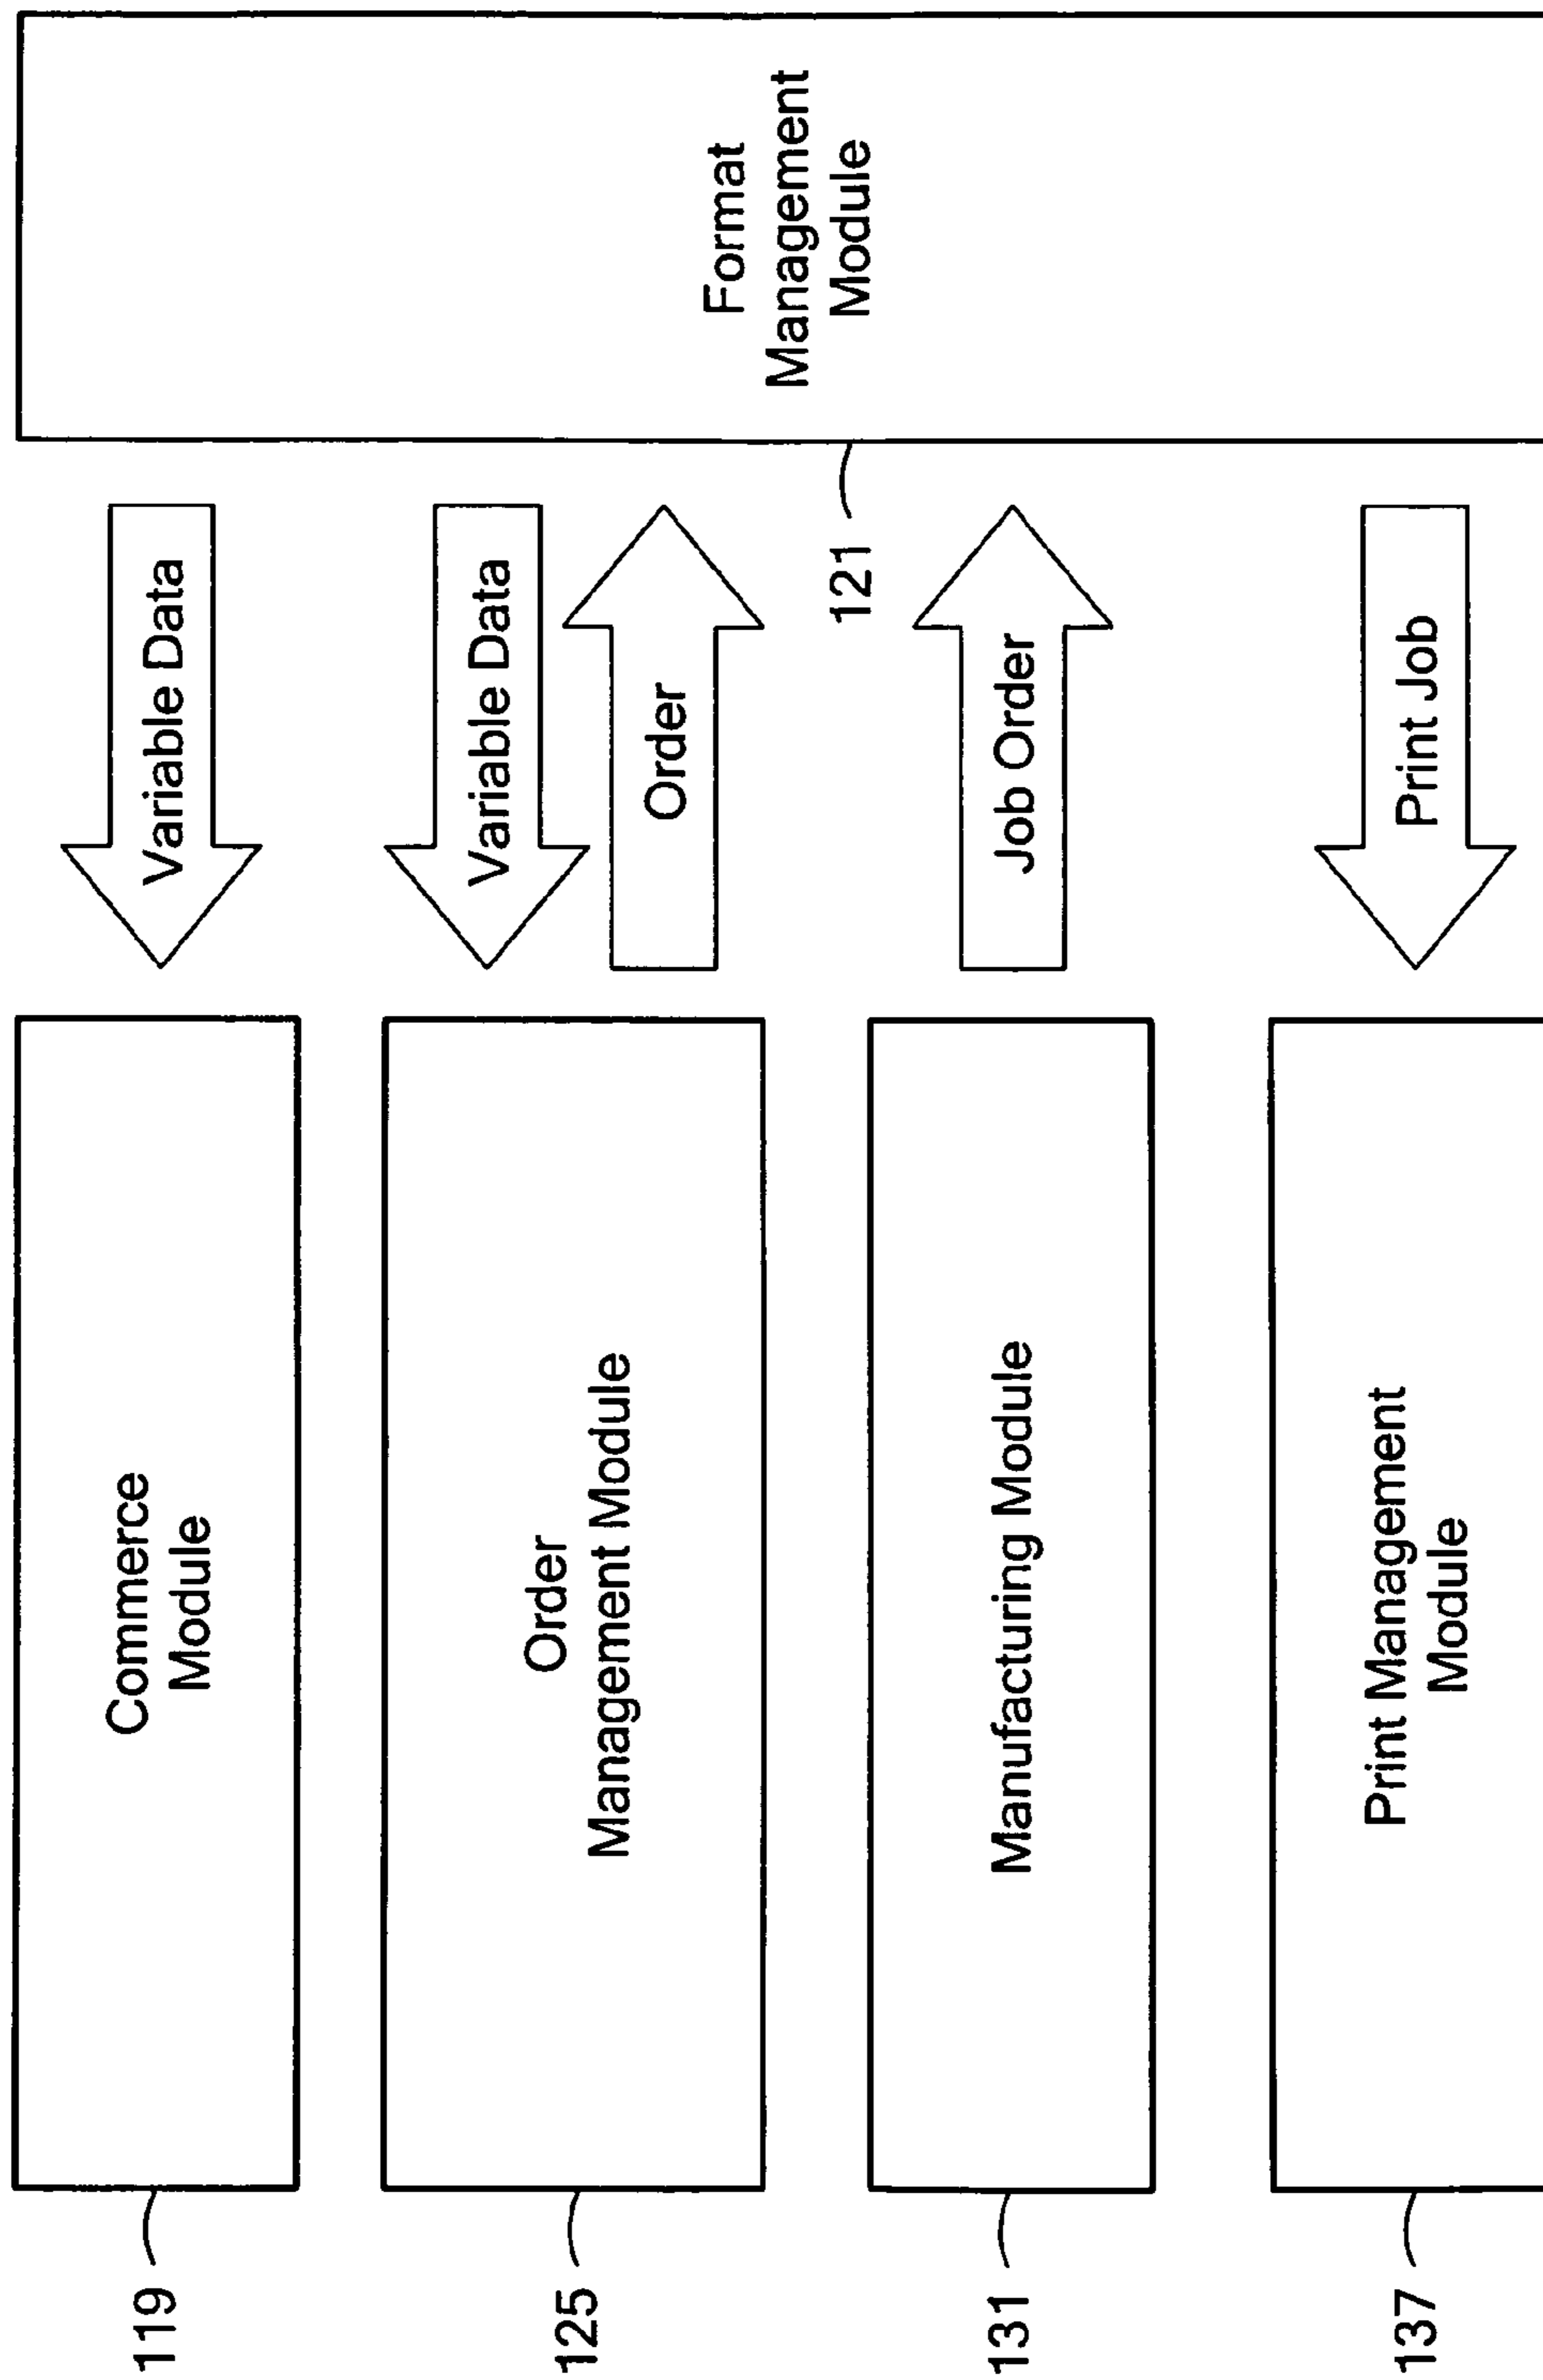 119
Commerce
Module
Variable Data
125
Order
Management Module
Variable Data
Order
Format
Management
Module
121
131
Manufacturing Module
Job Order
137
Print Management
Module
Print Job